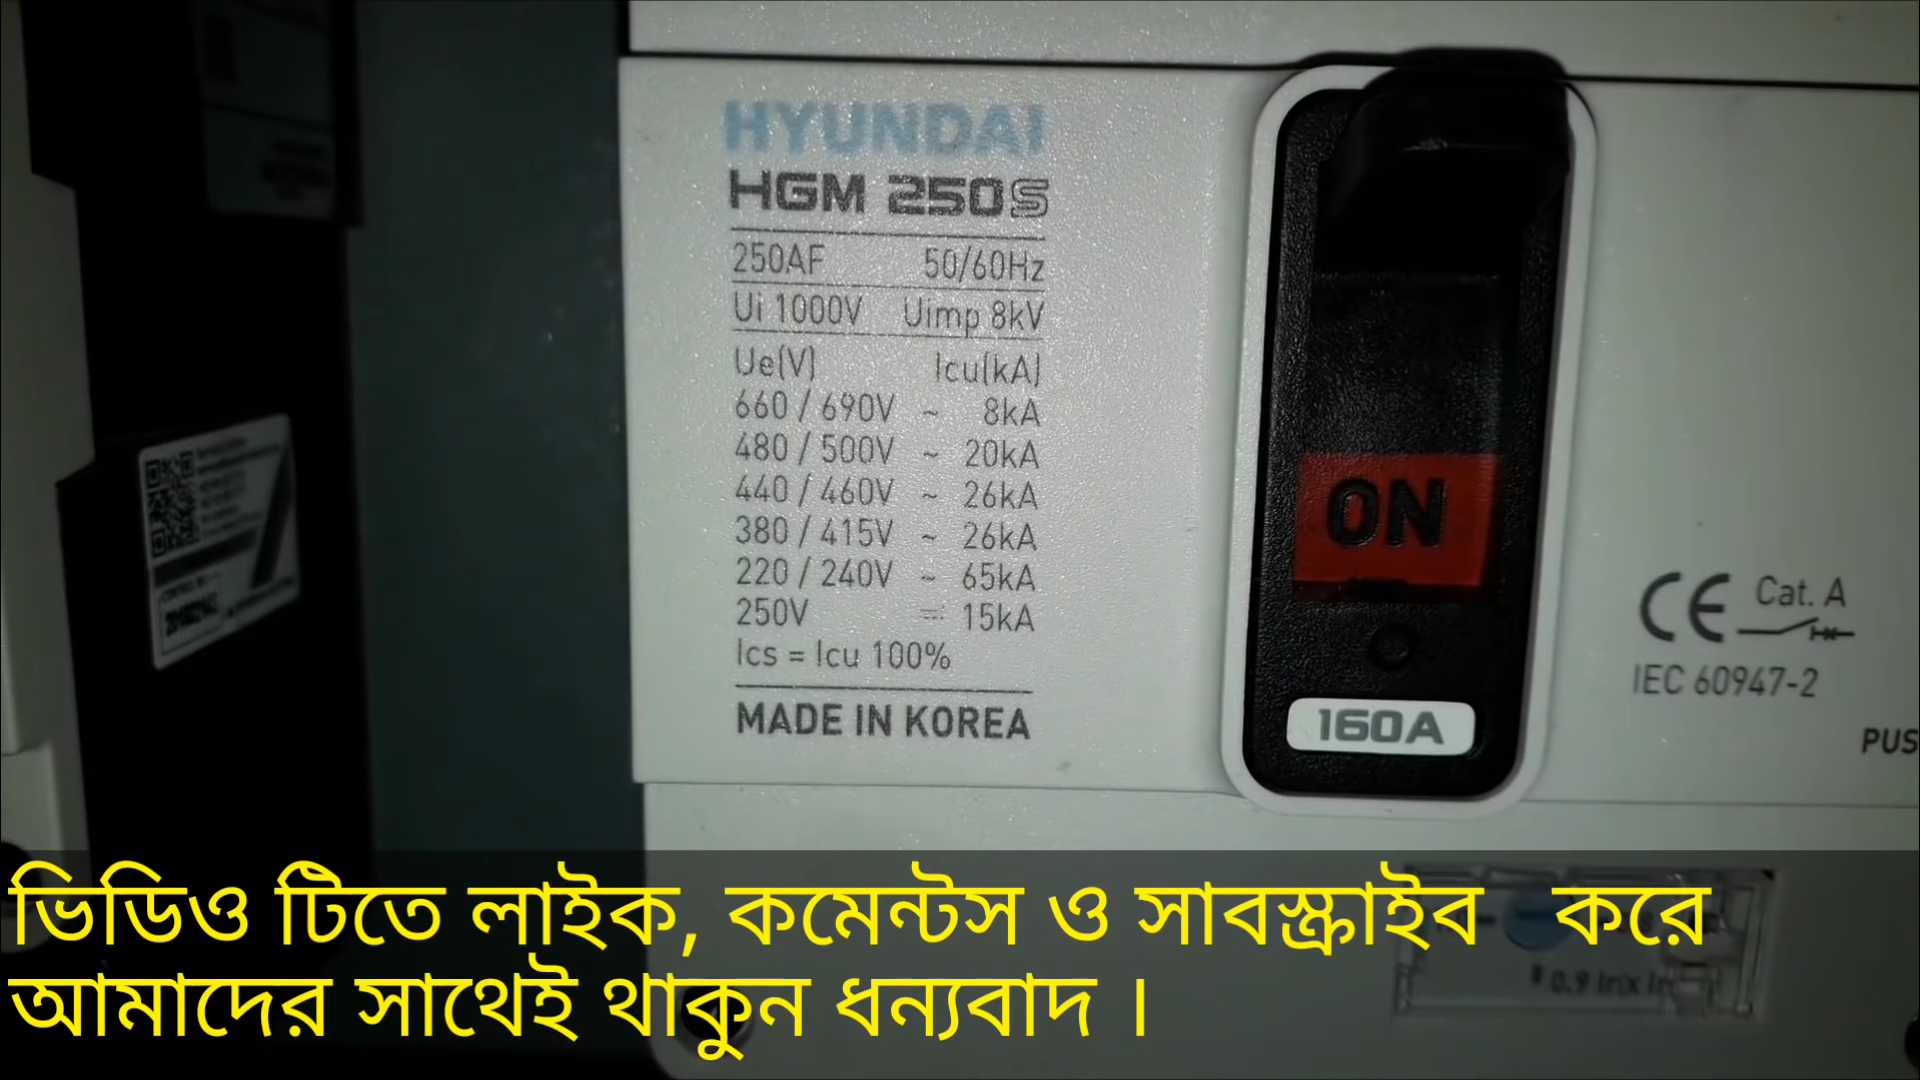 HYUNDAI
HGM 250S
250AF 50/60Hz
Ui 1000V Uimp 8kV
Ue(V) Icu(kA)
660 / 690V ~ 8kA
480 / 500V ~ 20kA
440 / 460V ~ 26kA
380 / 415V ~ 26kA
220 / 240V ~ 65kA
250V ⎓ 15kA
Ics = Icu 100%
MADE IN KOREA
ON
160A
CE Cat. A
IEC 60947-2
PUS
ভিডিও টিতে লাইক, কমেন্টস ও সাবস্ক্রাইব করে
আমাদের সাথেই থাকুন ধন্যবাদ ।